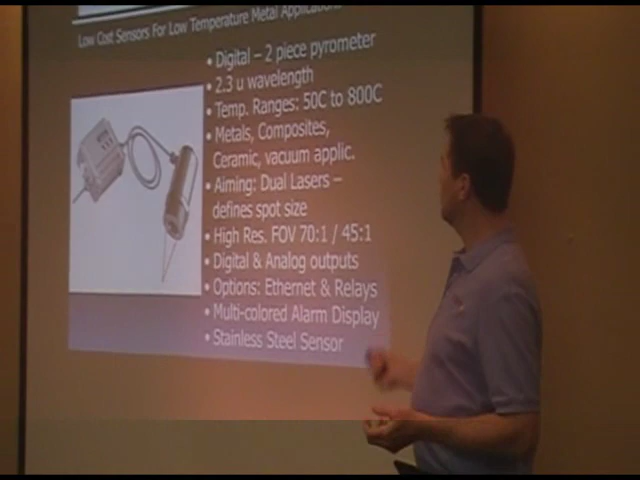 Low Cost Sensors For Low Temperature Metal Applications
• Digital – 2 piece pyrometer
• 2.3 u wavelength
• Temp. Ranges: 50C to 800C
• Metals, Composites,
Ceramic, vacuum applic.
• Aiming: Dual Lasers –
defines spot size
• High Res. FOV 70:1 / 45:1
• Digital & Analog outputs
• Options: Ethernet & Relays
• Multi-colored Alarm Display
• Stainless Steel Sensor